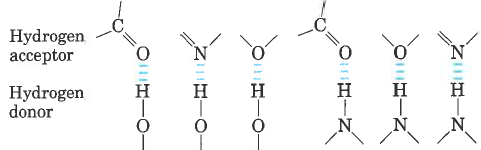 C C
Hydrogen
acceptor O N O O O N
Hydrogen H H H H H H
donor
O O O N N N